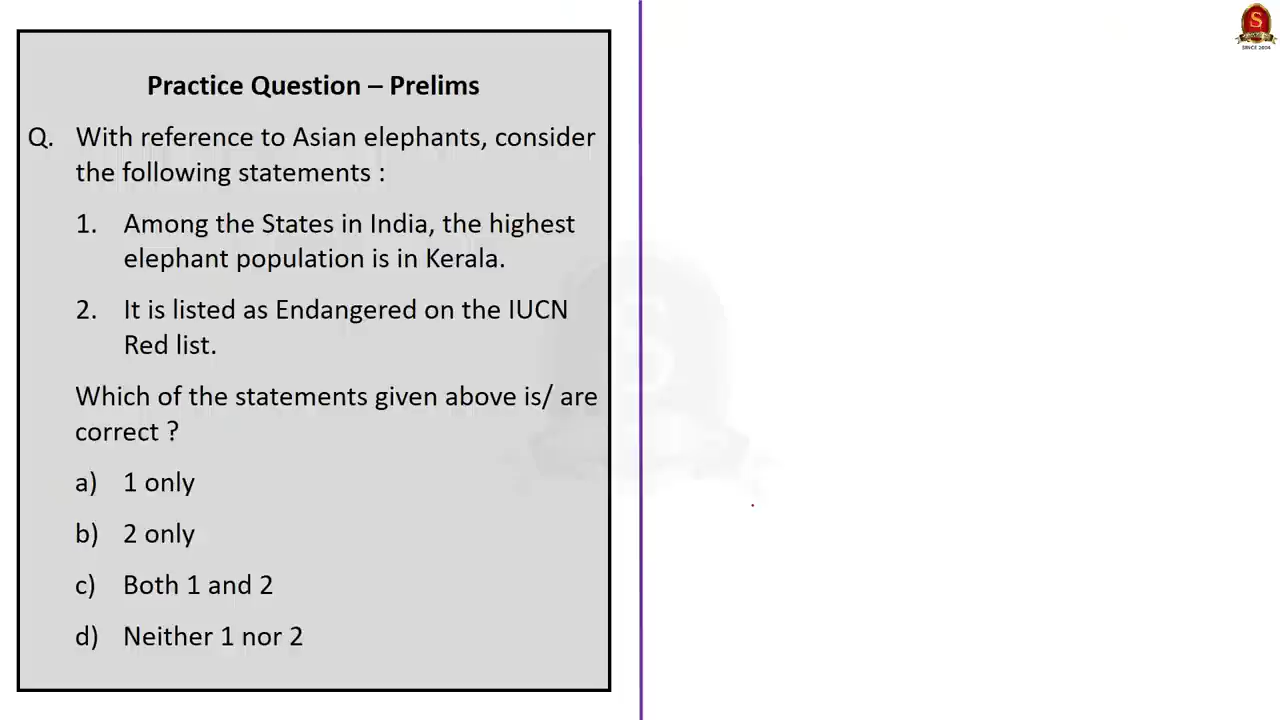 Practice Question – Prelims
Q. With reference to Asian elephants, consider
the following statements :
1. Among the States in India, the highest
elephant population is in Kerala.
2. It is listed as Endangered on the IUCN
Red list.
Which of the statements given above is/ are
correct ?
a) 1 only
b) 2 only
c) Both 1 and 2
d) Neither 1 nor 2
S
SINCE 2004